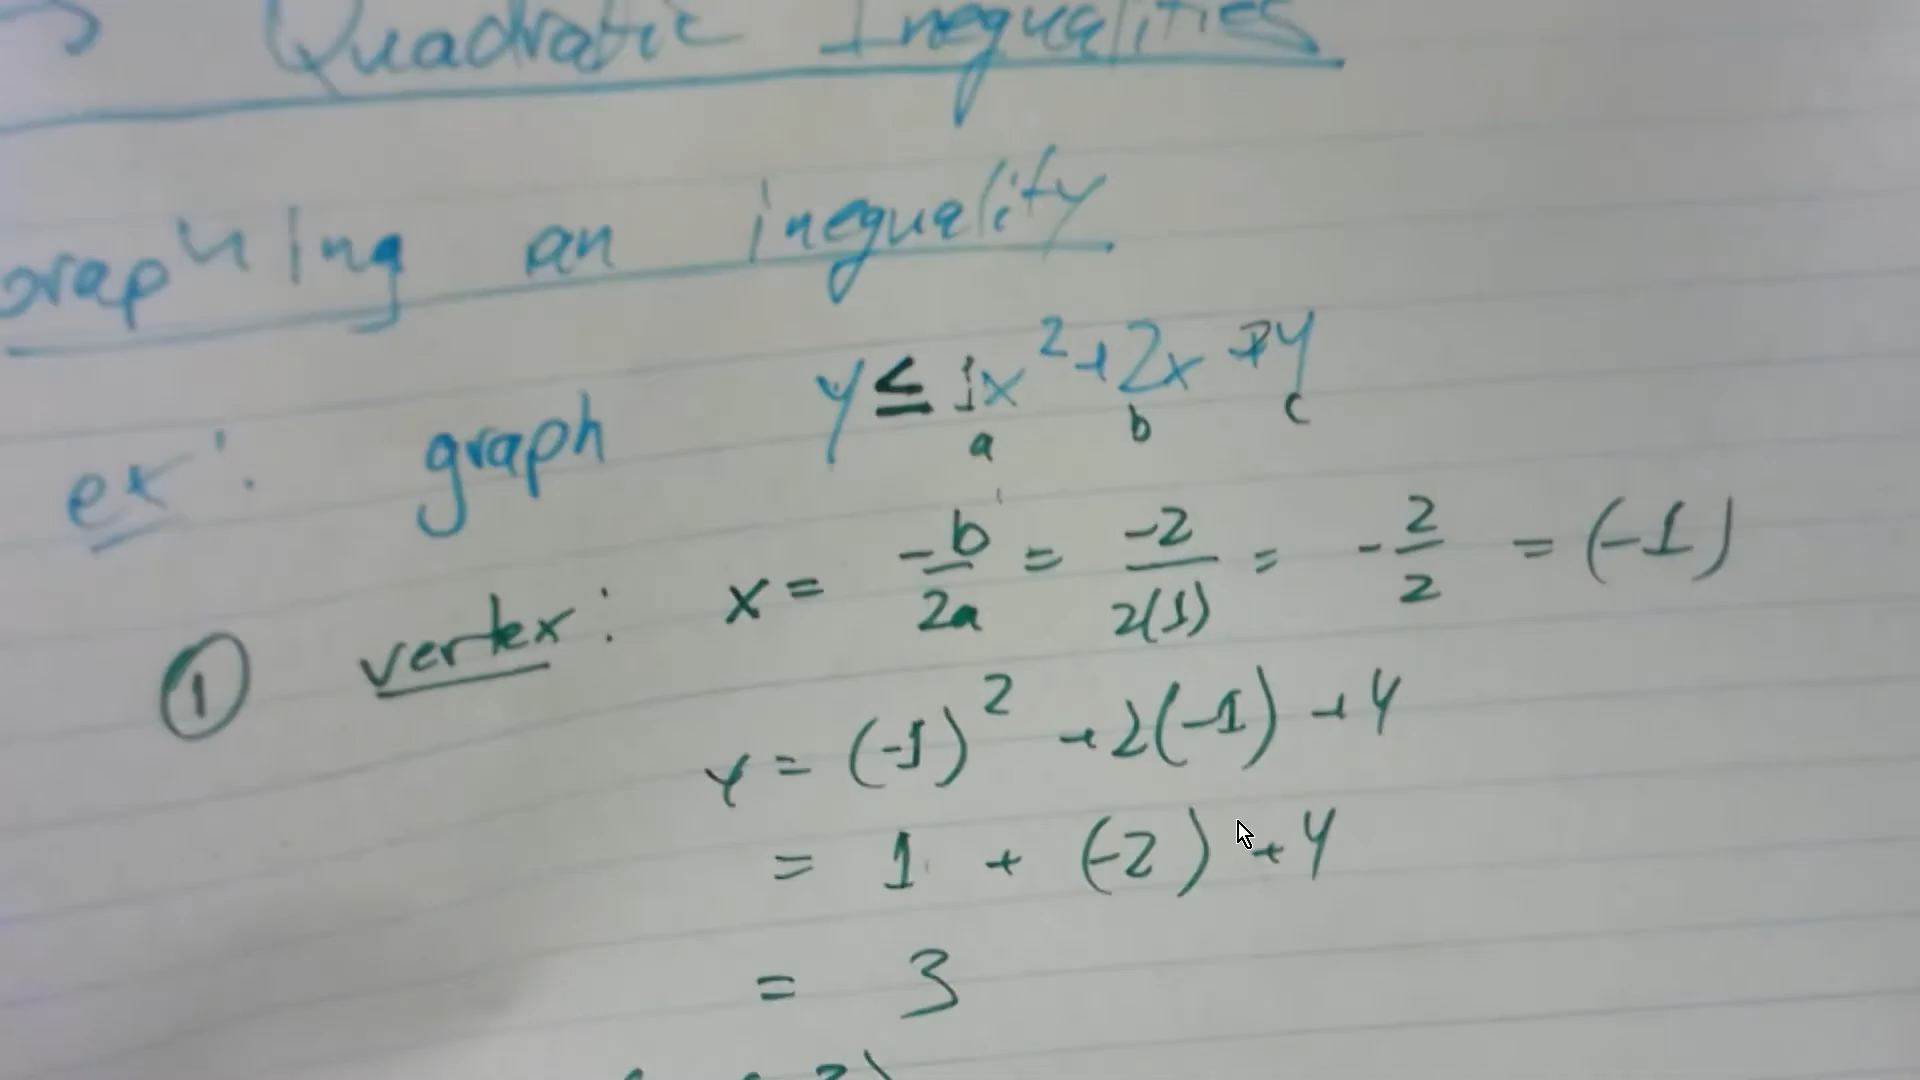 Quadratic Inequalities
graphing an inequality
ex: graph y ≤ 1x² + 2x + 4
a b c
① vertex: x = -b/2a = -2/2(1) = -2/2 = (-1)
y = (-1)² + 2(-1) + 4
= 1 + (-2) + 4
= 3